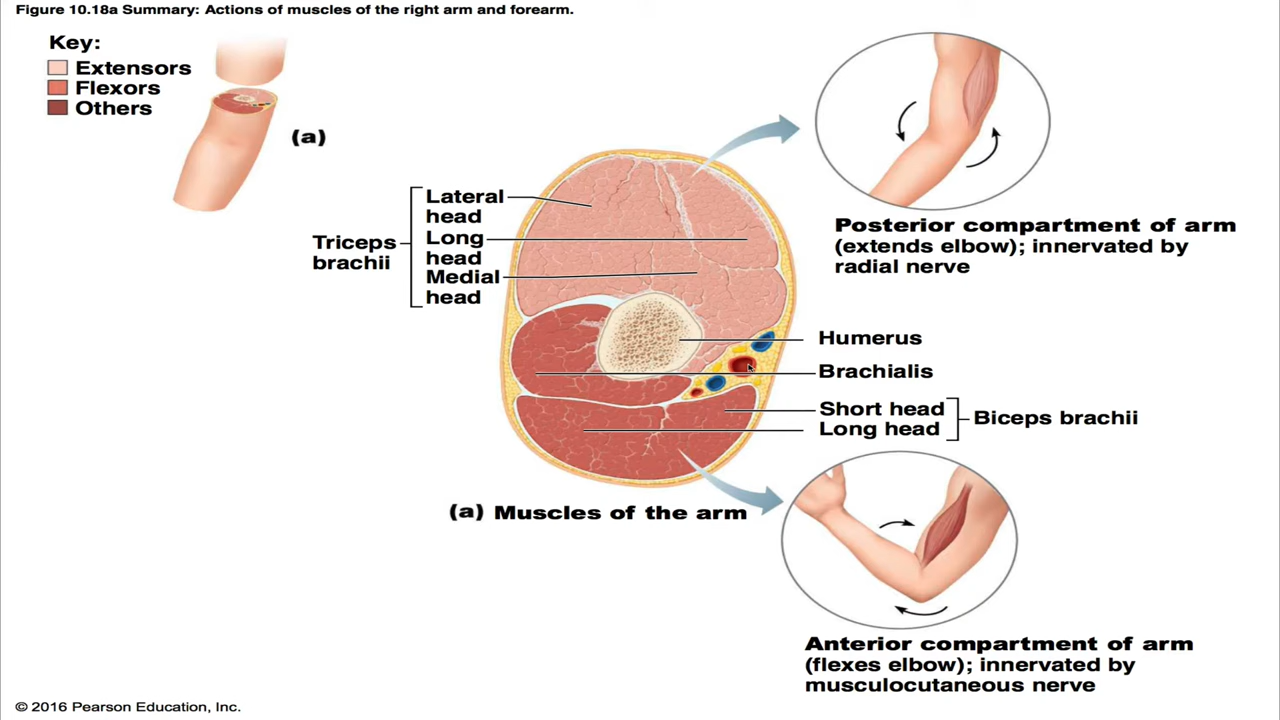 Figure 10.18a Summary: Actions of muscles of the right arm and forearm.
Key:
Extensors
Flexors
Others
(a)
Lateral
head
Long
head
Medial
head
Triceps
brachii
Posterior compartment of arm
(extends elbow); innervated by
radial nerve
Humerus
Brachialis
Short head
Long head
Biceps brachii
(a) Muscles of the arm
Anterior compartment of arm
(flexes elbow); innervated by
musculocutaneous nerve
© 2016 Pearson Education, Inc.